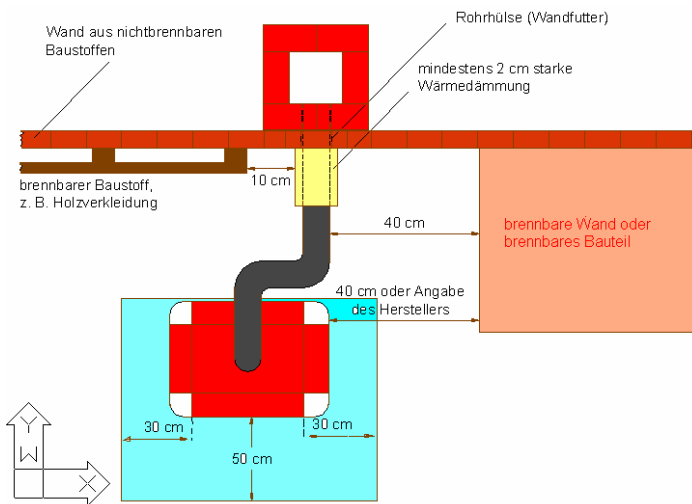 Wand aus nichtbrennbaren
Baustoffen
Rohrhülse (Wandfutter)
mindestens 2 cm starke
Wärmedämmung
10 cm
brennbarer Baustoff,
z. B. Holzverkleidung
40 cm
brennbare Wand oder
brennbares Bauteil
40 cm oder Angabe
des Herstellers
30 cm
30 cm
50 cm
Y
W
X